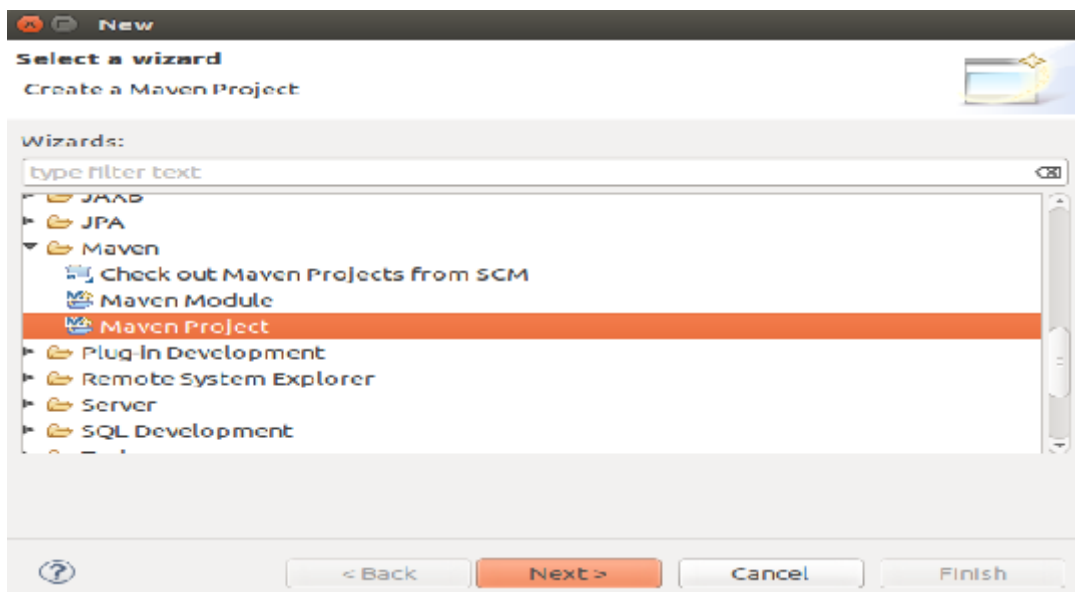 New
Select a wizard
Create a Maven Project
Wizards:
type filter text
JAXB
JPA
Maven
Check out Maven Projects from SCM
Maven Module
Maven Project
Plug-in Development
Remote System Explorer
Server
SQL Development
< Back
Next >
Cancel
Finish